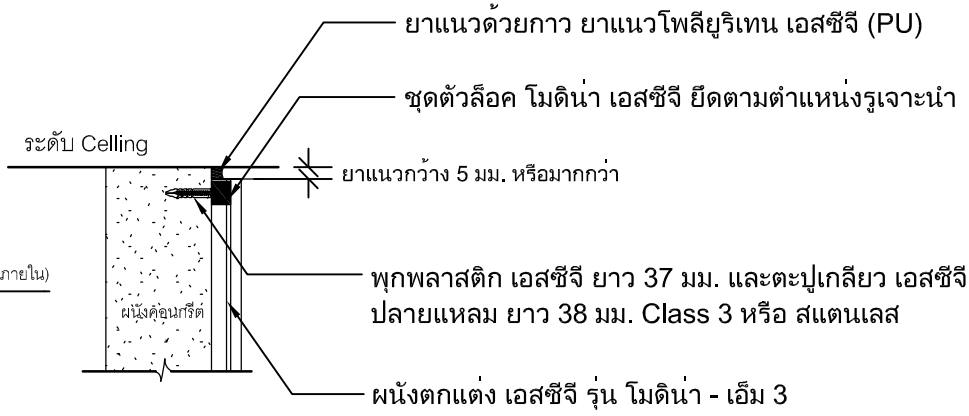 ยาแนวด้วยกาว ยาแนวโพลียูริเทน เอสซีจี (PU)
ชุดตัวล็อค โมดิน่า เอสซีจี ยึดตามตำแหน่งรูเจาะนำ
ระดับ Celling
ยาแนวกว้าง 5 มม. หรือมากกว่า
ภายใน)
พุกพลาสติก เอสซีจี ยาว 37 มม. และตะปูเกลียว เอสซีจี
ปลายแหลม ยาว 38 มม. Class 3 หรือ สแตนเลส
ผนังคอนกรีต
ผนังตกแต่ง เอสซีจี รุ่น โมดิน่า - เอ็ม 3